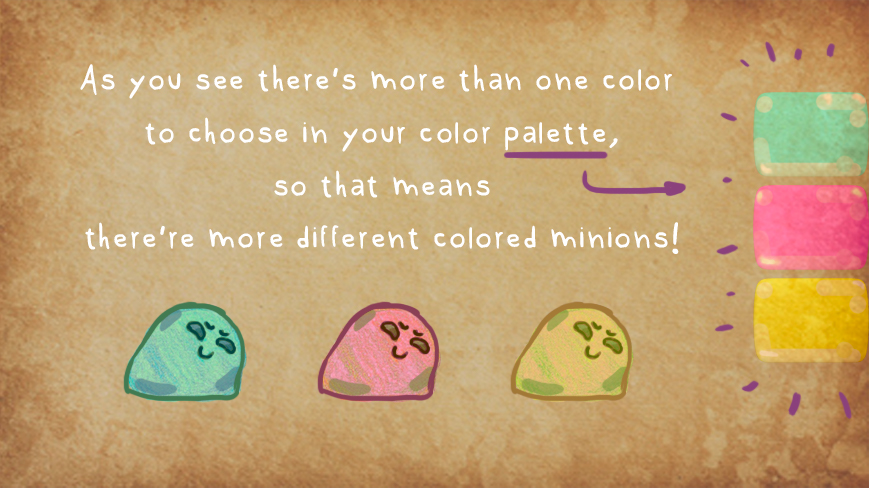 As you see there's more than one color
to choose in your color palette,
so that means
there're more different colored minions!